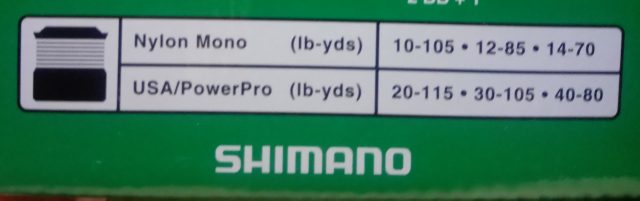 Nylon Mono (lb-yds) 10-105 • 12-85 • 14-70
USA/PowerPro (lb-yds) 20-115 • 30-105 • 40-80
SHIMANO